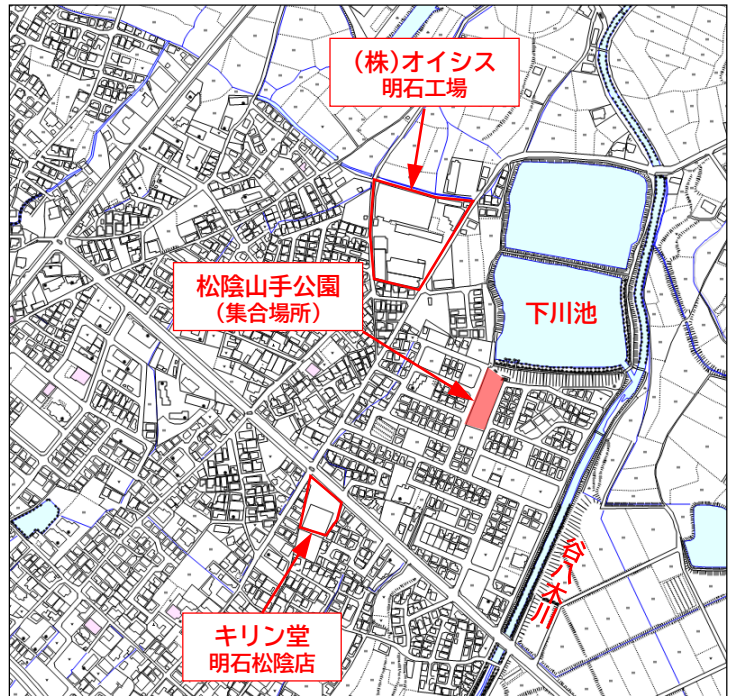 (株)オイシス
明石工場
松陰山手公園
(集合場所)
下川池
谷八木川
キリン堂
明石松陰店